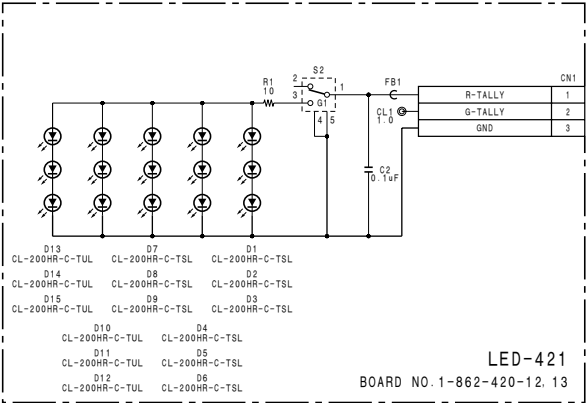 S2
CN1
R1
10
2
1
FB1
3
G1
4 5
CL1
1.0
R-TALLY 1
G-TALLY 2
GND 3
C2
0.1uF
D13 D7 D1
CL-200HR-C-TUL CL-200HR-C-TSL CL-200HR-C-TSL
D14 D8 D2
CL-200HR-C-TUL CL-200HR-C-TSL CL-200HR-C-TSL
D15 D9 D3
CL-200HR-C-TUL CL-200HR-C-TSL CL-200HR-C-TSL
D10 D4
CL-200HR-C-TUL CL-200HR-C-TSL
D11 D5
CL-200HR-C-TUL CL-200HR-C-TSL
D12 D6
CL-200HR-C-TUL CL-200HR-C-TSL
LED-421
BOARD NO.1-862-420-12, 13